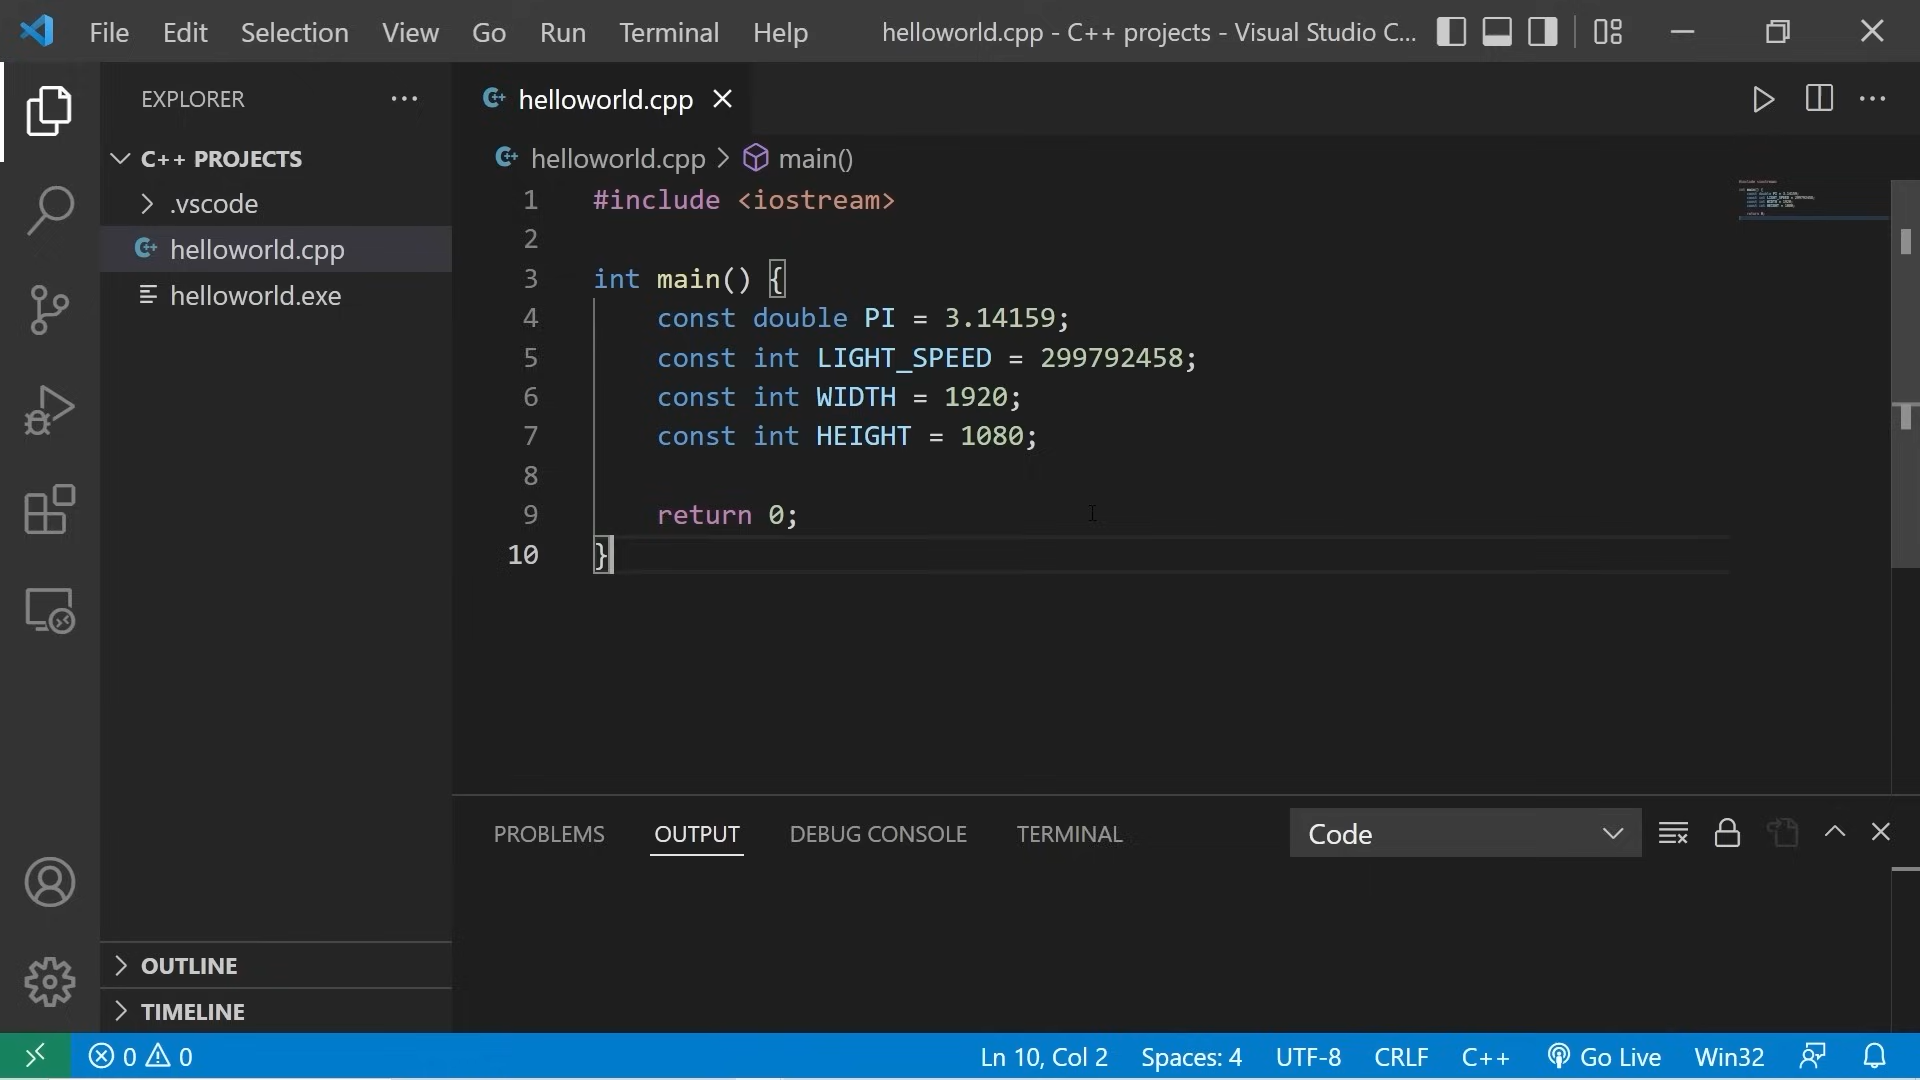 File Edit Selection View Go Run Terminal Help helloworld.cpp - C++ projects - Visual Studio C...
EXPLORER
C++ PROJECTS
.vscode
helloworld.cpp
helloworld.exe
OUTLINE
TIMELINE
helloworld.cpp
helloworld.cpp > main()
1 #include <iostream>
2
3 int main() {
4 const double PI = 3.14159;
5 const int LIGHT_SPEED = 299792458;
6 const int WIDTH = 1920;
7 const int HEIGHT = 1080;
8
9 return 0;
10 }
PROBLEMS OUTPUT DEBUG CONSOLE TERMINAL Code
0 0 Ln 10, Col 2 Spaces: 4 UTF-8 CRLF C++ Go Live Win32